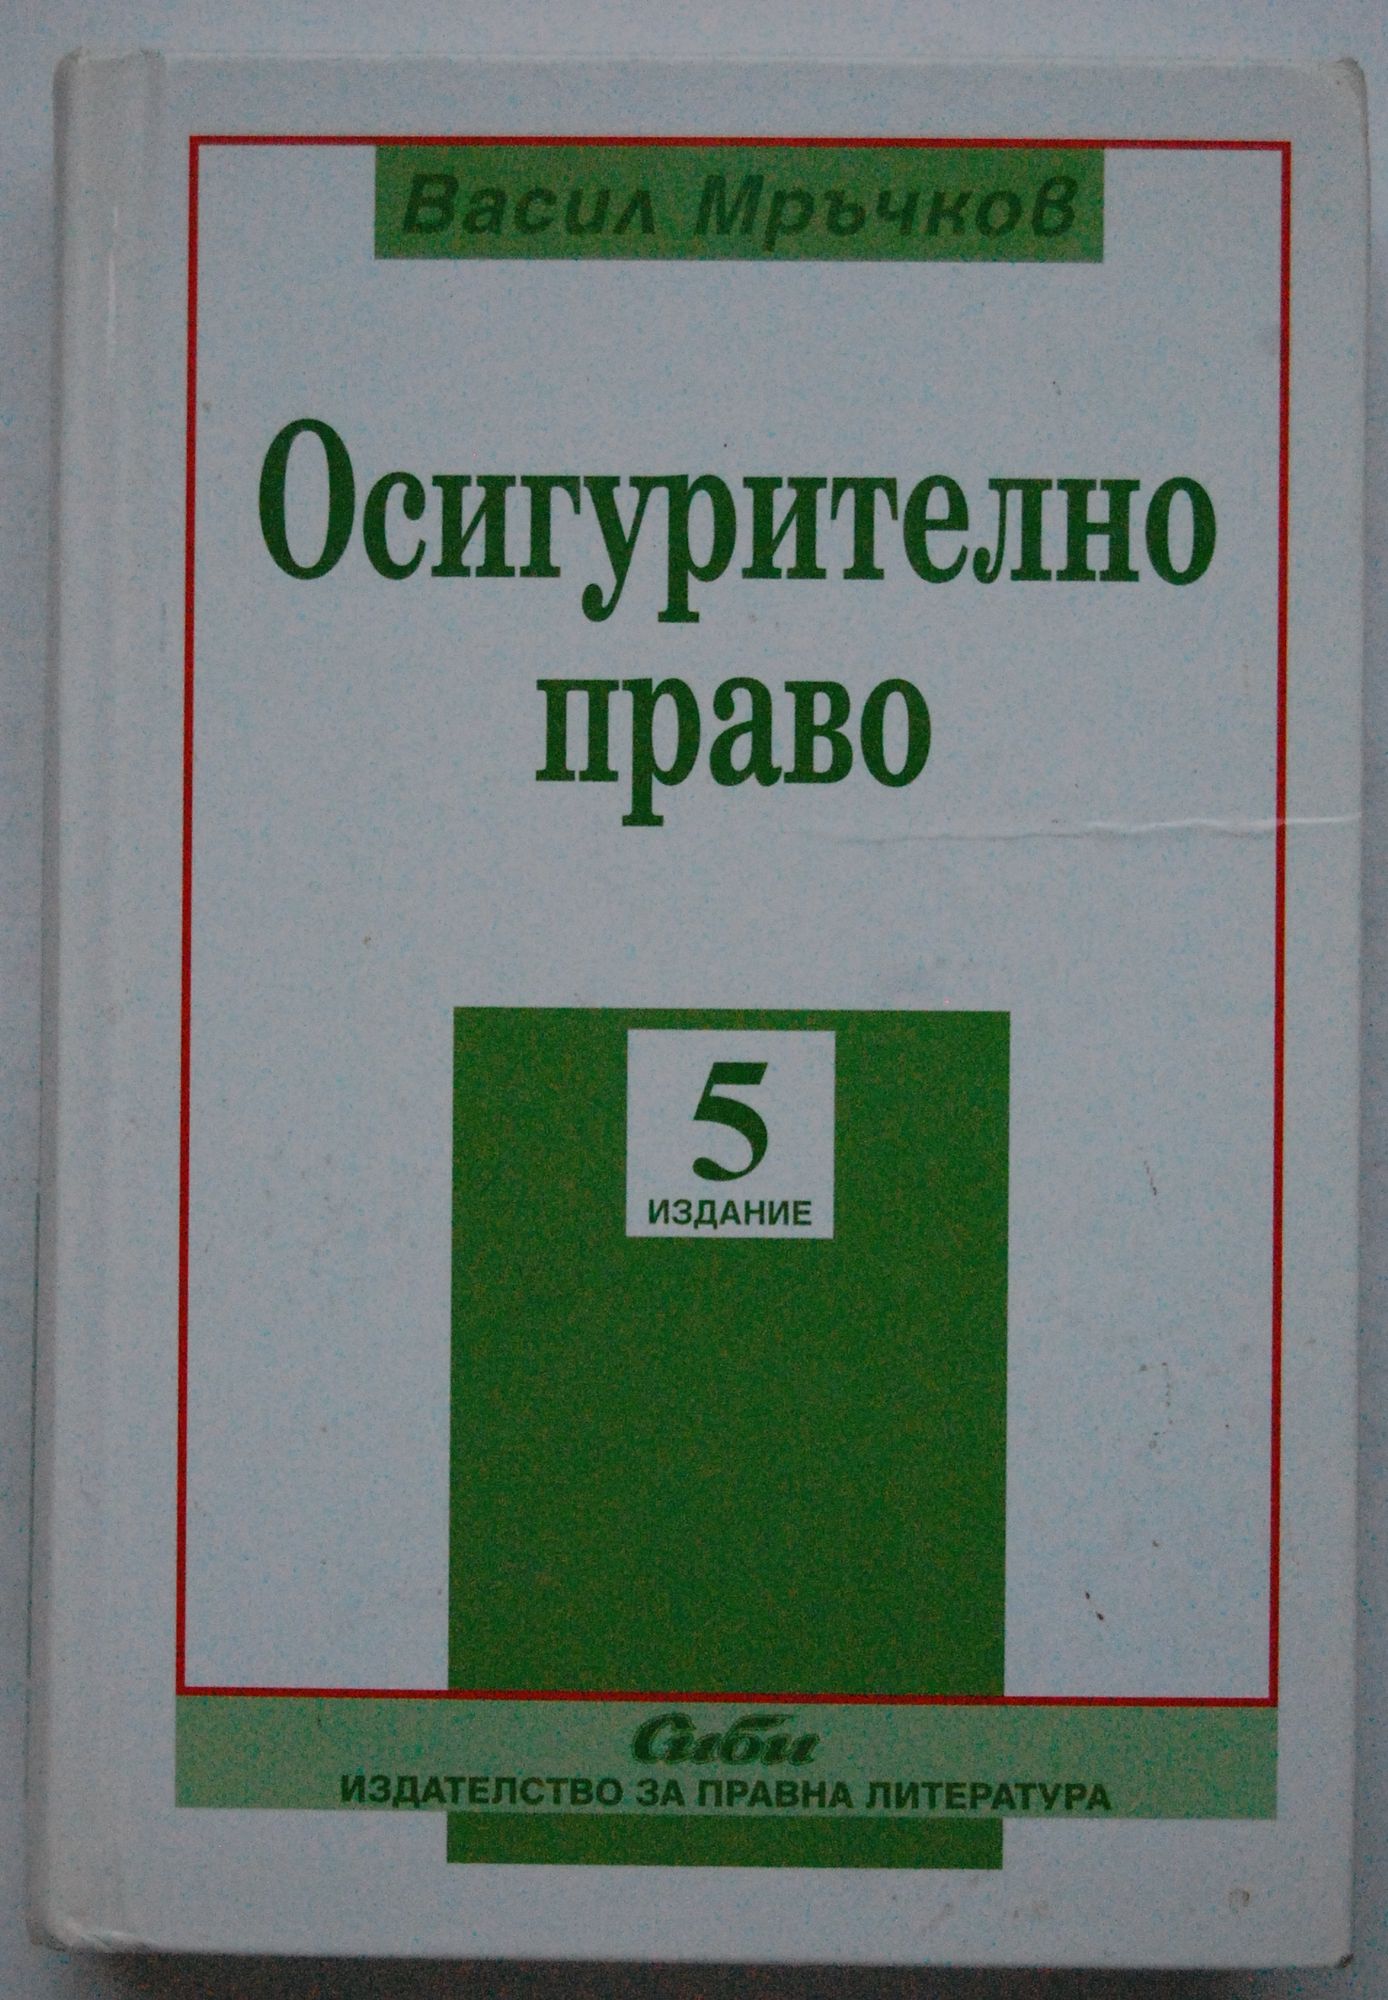 Васил Мръчков
Осигурително
право
5
ИЗДАНИЕ
Сиби
ИЗДАТЕЛСТВО ЗА ПРАВНА ЛИТЕРАТУРА